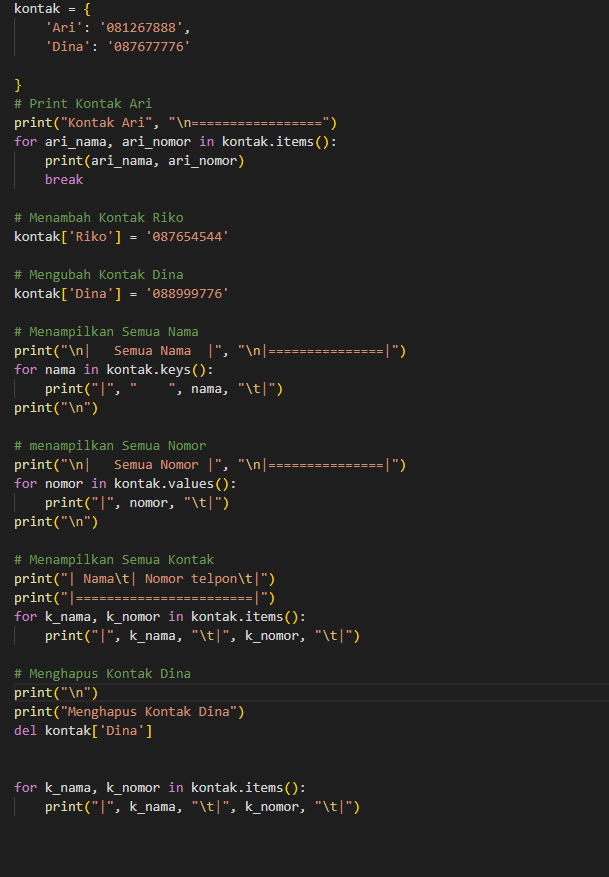 kontak = {
    'Ari': '081267888',
    'Dina': '087677776'
}
# Print Kontak Ari
print("Kontak Ari", "\n=================")
for ari_nama, ari_nomor in kontak.items():
    print(ari_nama, ari_nomor)
    break
# Menambah Kontak Riko
kontak['Riko'] = '087654544'
# Mengubah Kontak Dina
kontak['Dina'] = '088999776'
# Menampilkan Semua Nama
print("\n|   Semua Nama  |", "\n|===============|")
for nama in kontak.keys():
    print("|", "    ", nama, "\t|")
print("\n")
# menampilkan Semua Nomor
print("\n|   Semua Nomor |", "\n|===============|")
for nomor in kontak.values():
    print("|", nomor, "\t|")
print("\n")
# Menampilkan Semua Kontak
print("| Nama\t| Nomor telpon\t|")
print("|=======================|")
for k_nama, k_nomor in kontak.items():
    print("|", k_nama, "\t|", k_nomor, "\t|")
# Menghapus Kontak Dina
print("\n")
print("Menghapus Kontak Dina")
del kontak['Dina']
for k_nama, k_nomor in kontak.items():
    print("|", k_nama, "\t|", k_nomor, "\t|")